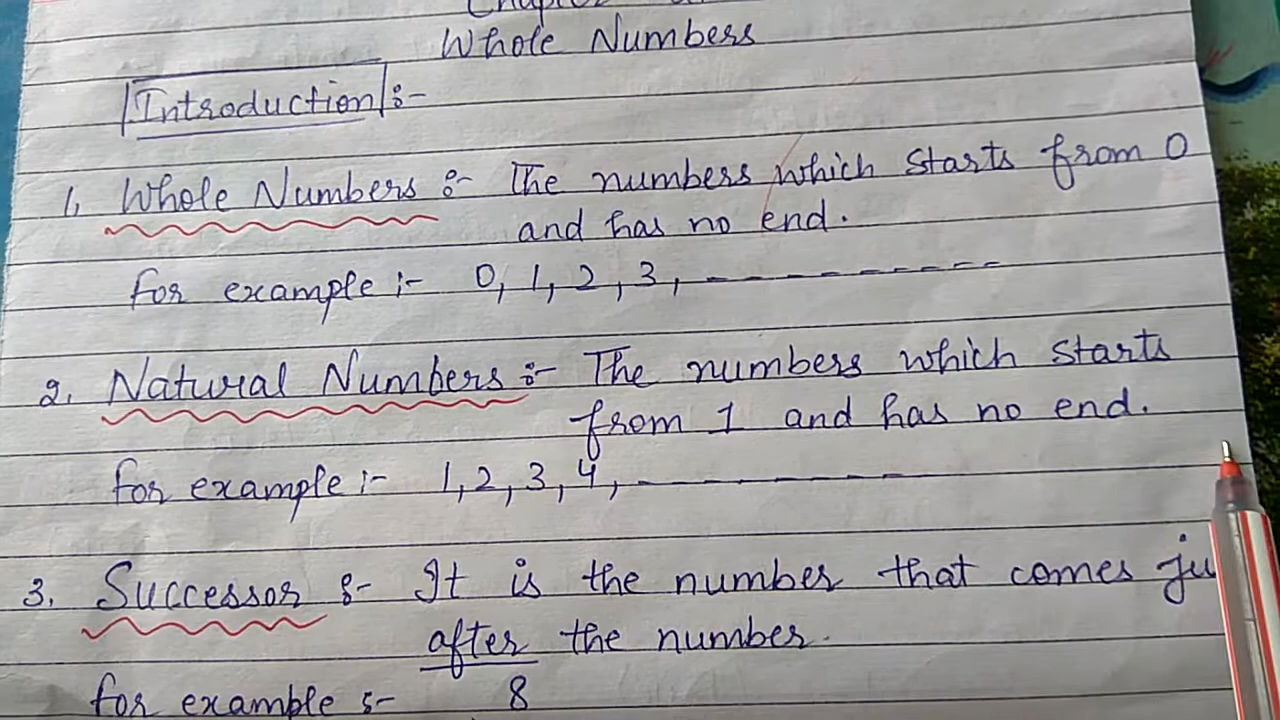 Whole Numbers
Introduction :-
1. Whole Numbers :- The numbers which starts from 0
and has no end.
for example :- 0, 1, 2, 3, ----------
2. Natural Numbers :- The numbers which starts
from 1 and has no end.
for example :- 1, 2, 3, 4, --------
3. Successor :- It is the number that comes
after the number.
for example :- 8